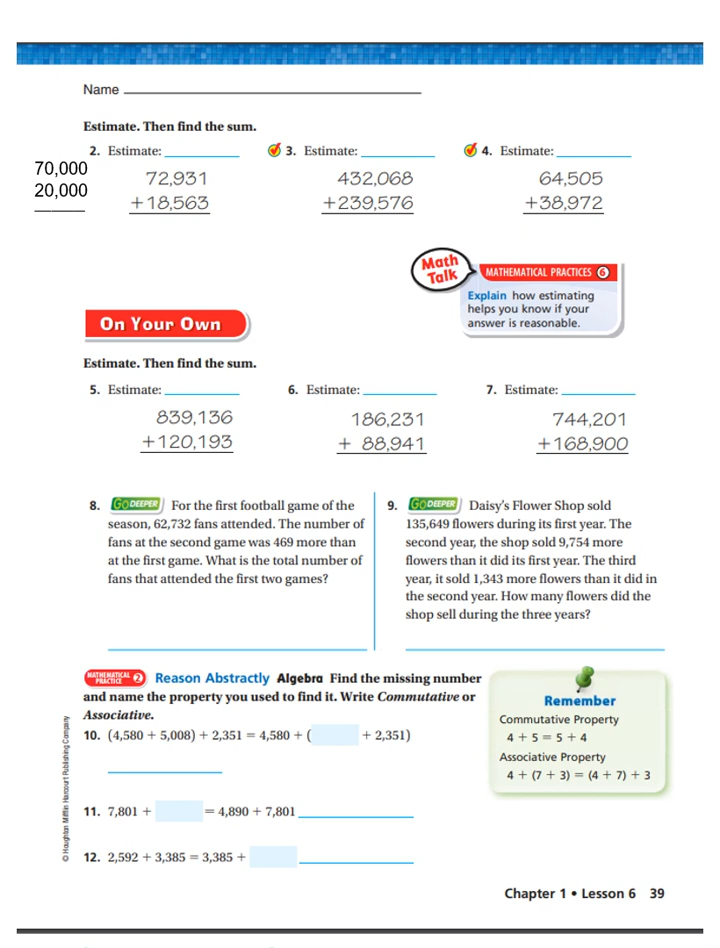 Name
Estimate. Then find the sum.
2. Estimate:
3. Estimate:
4. Estimate:
70,000
20,000
72,931
+18,563
432,068
+239,576
64,505
+38,972
Math
Talk
MATHEMATICAL PRACTICES 6
Explain how estimating
helps you know if your
answer is reasonable.
On Your Own
Estimate. Then find the sum.
5. Estimate:
6. Estimate:
7. Estimate:
839,136
+120,193
186,231
+ 88,941
744,201
+168,900
8. GO DEEPER For the first football game of the
season, 62,732 fans attended. The number of
fans at the second game was 469 more than
at the first game. What is the total number of
fans that attended the first two games?
9. GO DEEPER Daisy's Flower Shop sold
135,649 flowers during its first year. The
second year, the shop sold 9,754 more
flowers than it did its first year. The third
year, it sold 1,343 more flowers than it did in
the second year. How many flowers did the
shop sell during the three years?
MATHEMATICAL PRACTICE 2 Reason Abstractly Algebra Find the missing number
and name the property you used to find it. Write Commutative or
Associative.
10. (4,580 + 5,008) + 2,351 = 4,580 + ( + 2,351)
11. 7,801 + = 4,890 + 7,801
12. 2,592 + 3,385 = 3,385 +
Remember
Commutative Property
4 + 5 = 5 + 4
Associative Property
4 + (7 + 3) = (4 + 7) + 3
© Houghton Mifflin Harcourt Publishing Company
Chapter 1 • Lesson 6 39